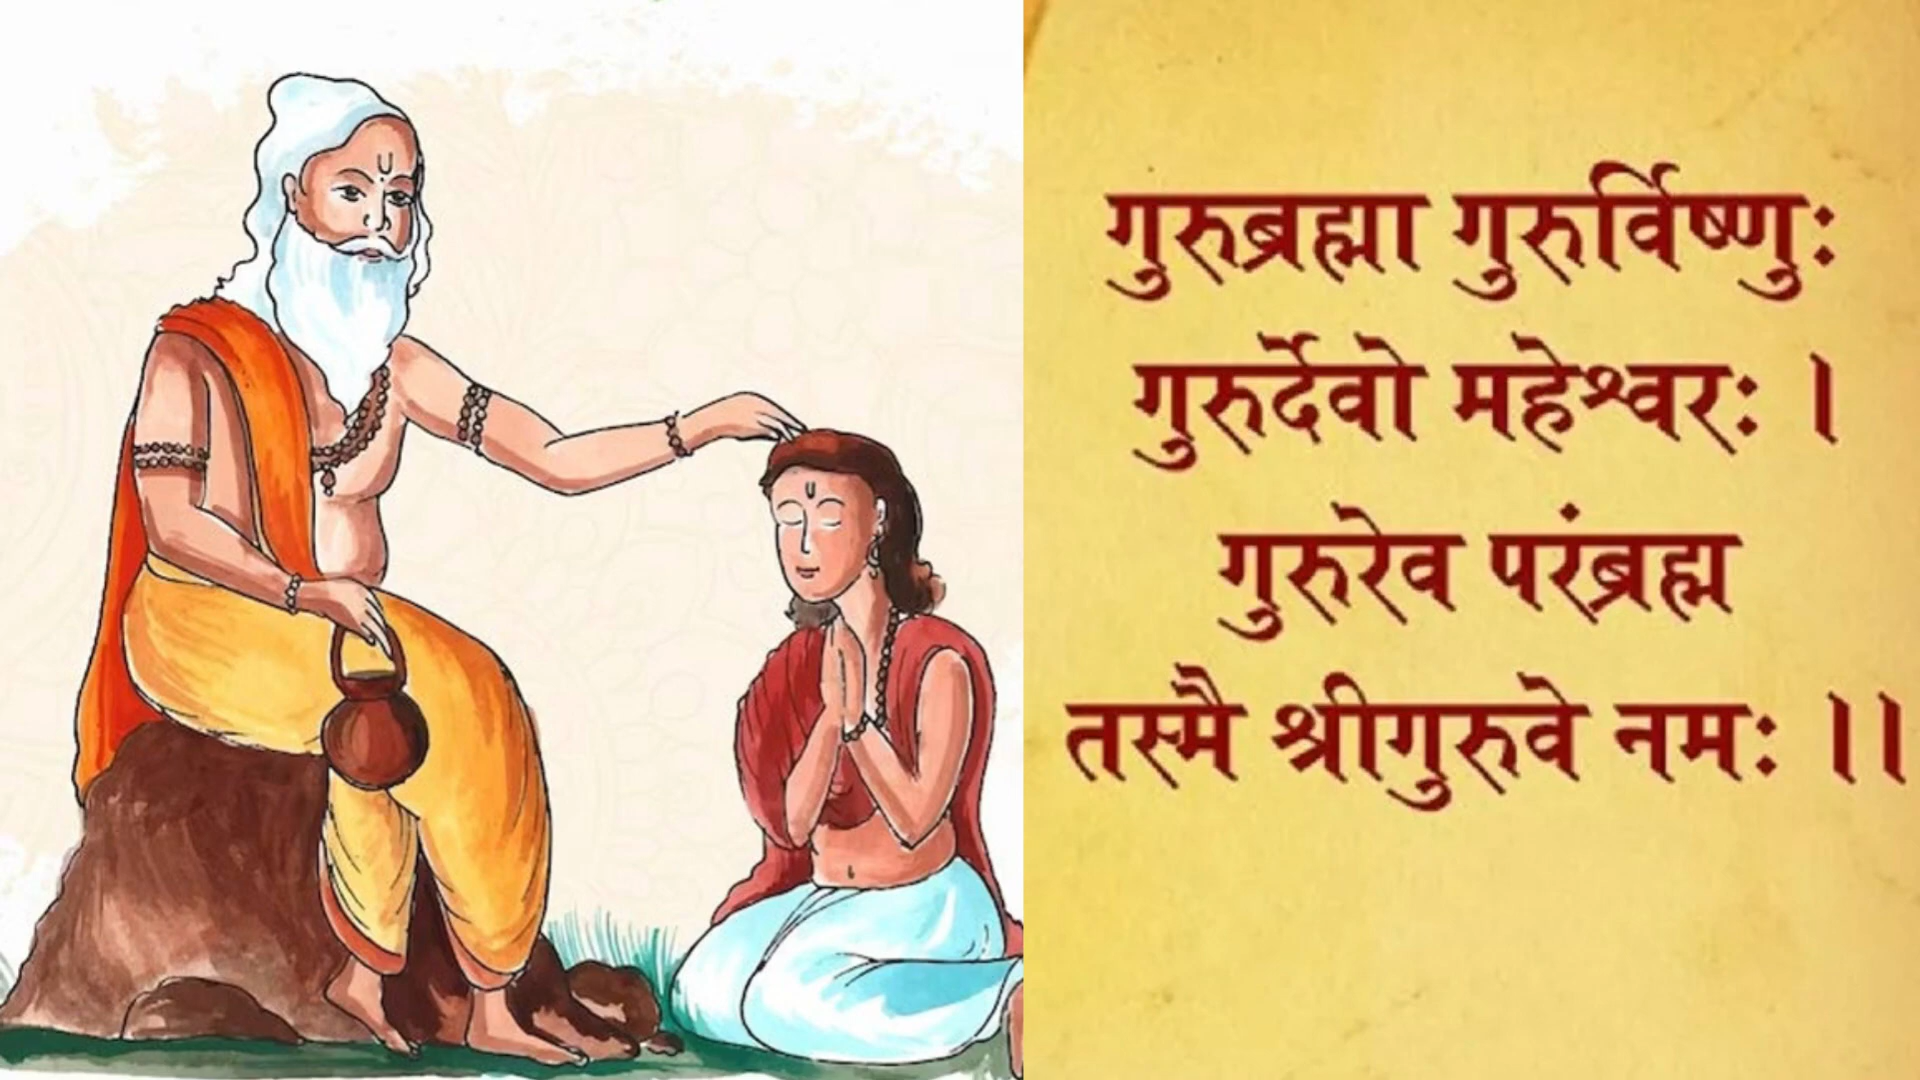 गुरुब्रह्मा गुरुर्विष्णुः
गुरुर्देवो महेश्वरः ।
गुरुरेव परंब्रह्म
तस्मै श्रीगुरुवे नमः ।।